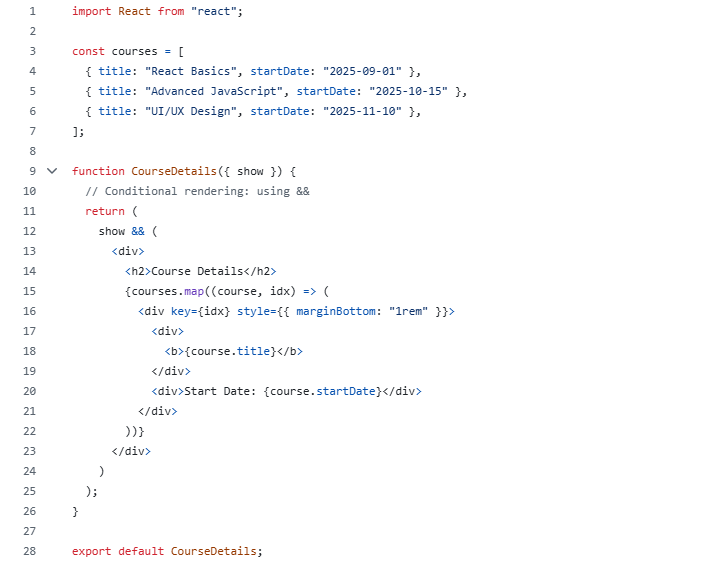 1 import React from "react";
2
3 const courses = [
4   { title: "React Basics", startDate: "2025-09-01" },
5   { title: "Advanced JavaScript", startDate: "2025-10-15" },
6   { title: "UI/UX Design", startDate: "2025-11-10" },
7 ];
8
9 function CourseDetails({ show }) {
10   // Conditional rendering: using &&
11   return (
12     show && (
13       <div>
14         <h2>Course Details</h2>
15         {courses.map((course, idx) => (
16           <div key={idx} style={{ marginBottom: "1rem" }}>
17             <div>
18               <b>{course.title}</b>
19             </div>
20             <div>Start Date: {course.startDate}</div>
21           </div>
22         ))}
23       </div>
24     )
25   );
26 }
27
28 export default CourseDetails;